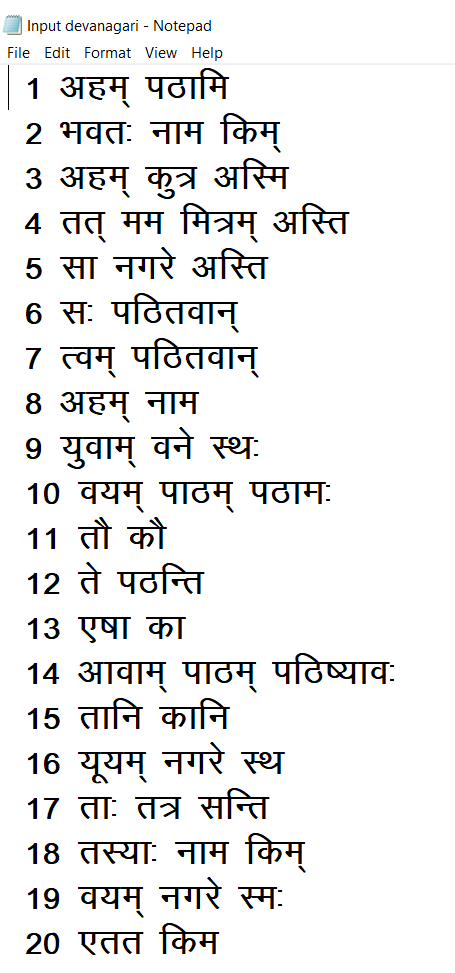 Input devanagari - Notepad
File Edit Format View Help
1 अहम् पठामि
2 भवतः नाम किम्
3 अहम् कुत्र अस्मि
4 तत् मम मित्रम् अस्ति
5 सा नगरे अस्ति
6 सः पठितवान्
7 त्वम् पठितवान्
8 अहम् नाम
9 युवाम् वने स्थः
10 वयम् पाठम् पठामः
11 तौ कौ
12 ते पठन्ति
13 एषा का
14 आवाम् पाठम् पठिष्यावः
15 तानि कानि
16 यूयम् नगरे स्थ
17 ताः तत्र सन्ति
18 तस्याः नाम किम्
19 वयम् नगरे स्मः
20 एतत किम